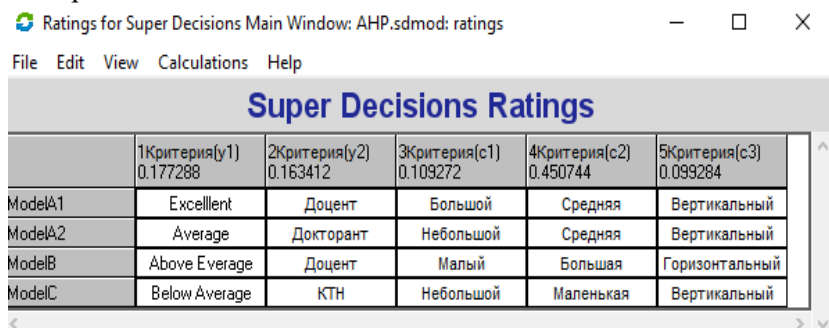 Ratings for Super Decisions Main Window: AHP.sdmod: ratings
File Edit View Calculations Help
Super Decisions Ratings
1Критерия(y1) 2Критерия(y2) 3Критерия(c1) 4Критерия(c2) 5Критерия(c3)
0.177288 0.163412 0.109272 0.450744 0.099284
ModelA1 Excelllent Доцент Большой Средняя Вертикальный
ModelA2 Average Докторант Небольшой Средняя Вертикальный
ModelB Above Everage Доцент Малый Большая Горизонтальный
ModelC Below Average КТН Небольшой Маленькая Вертикальный